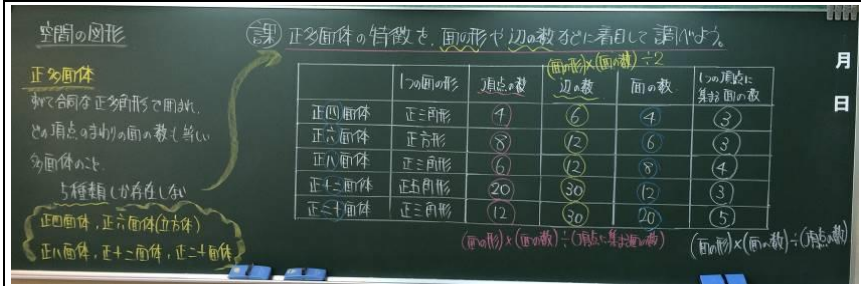 空間の図形
正多面体
すべて合同な正多角形で囲まれ、
どの頂点のまわりの面の数も等しい
多面体のこと。
5種類しか存在しない
正四面体, 正六面体(立方体)
正八面体, 正十二面体, 正二十面体
課 正多面体の特徴を、面の形や辺の数などに着目して調べよう。
(面の形)×(面の数)÷2
1つの面の形 頂点の数 辺の数 面の数 1つの頂点に集まる面の数
正四面体 正三角形 4 6 4 3
正六面体 正方形 8 12 6 3
正八面体 正三角形 6 12 8 4
正十二面体 正五角形 20 30 12 3
正二十面体 正三角形 12 30 20 5
(面の形)×(面の数)÷(頂点に集まる面の数)
(面の形)×(面の数)÷(頂点の数)
月
日